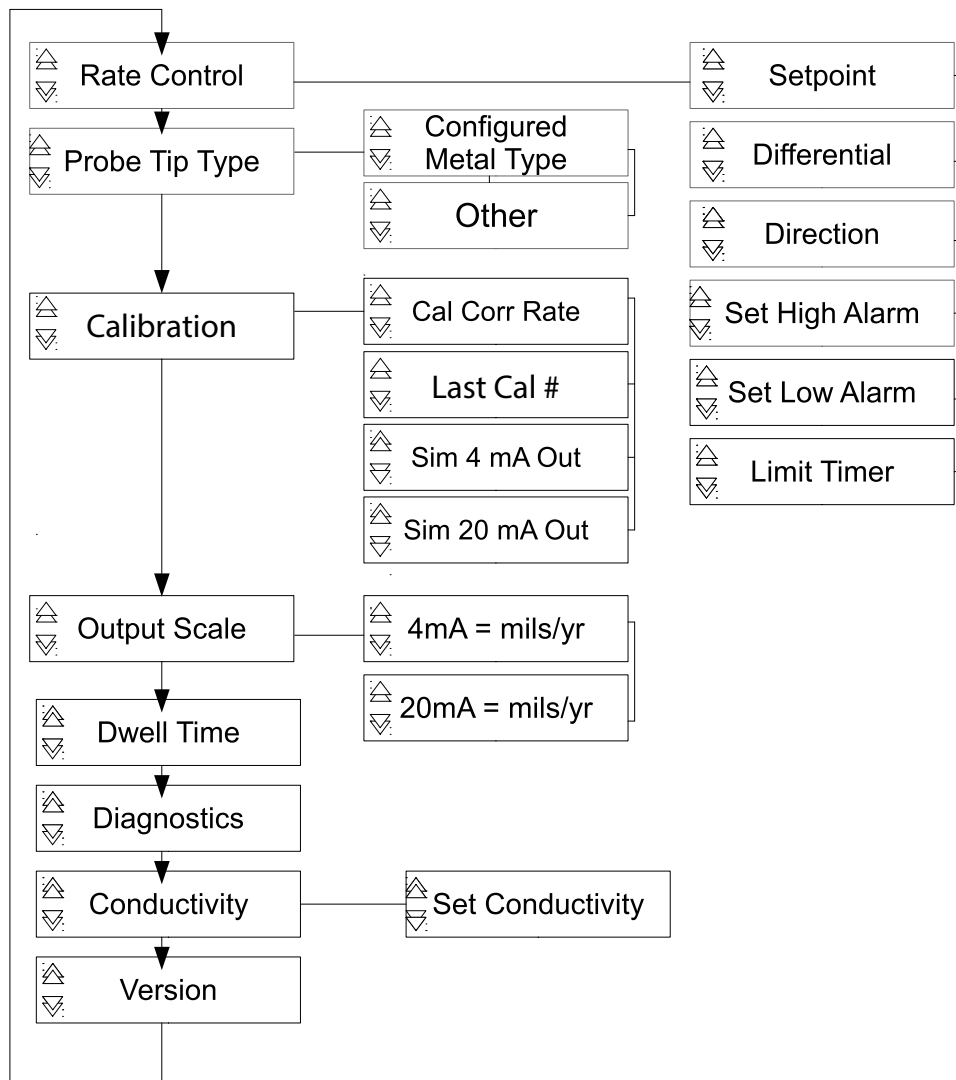 Rate Control
Setpoint
Probe Tip Type
Configured
Metal Type
Other
Differential
Direction
Calibration
Cal Corr Rate
Last Cal #
Sim 4 mA Out
Sim 20 mA Out
Set High Alarm
Set Low Alarm
Limit Timer
Output Scale
4mA = mils/yr
20mA = mils/yr
Dwell Time
Diagnostics
Conductivity
Set Conductivity
Version